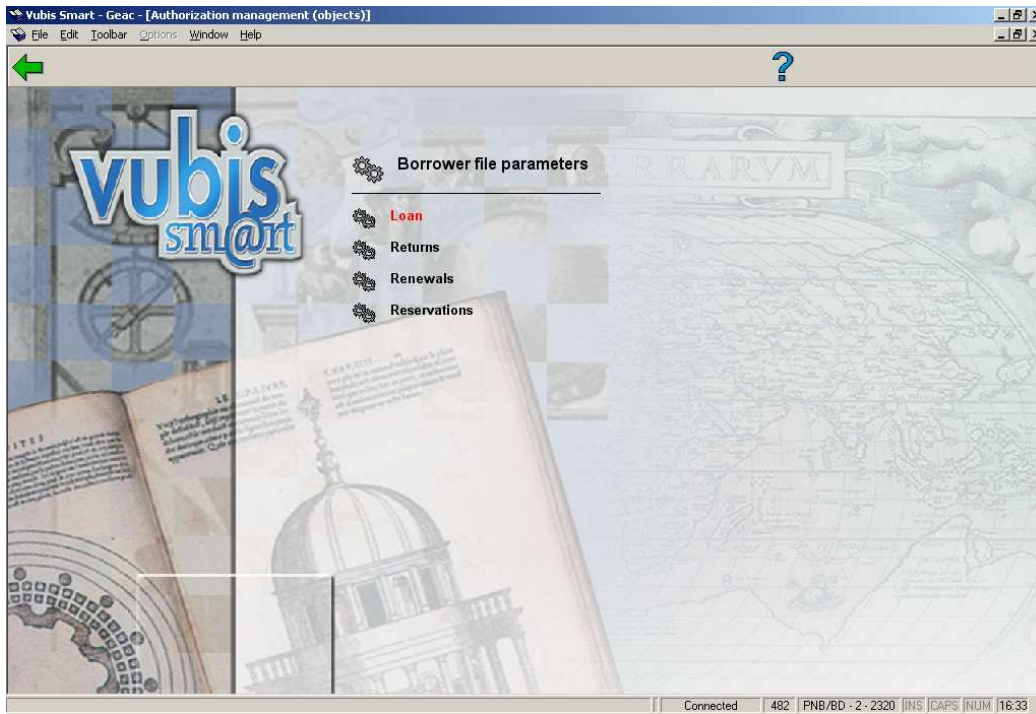 Vubis Smart - Geac - [Authorization management (objects)]
File Edit Toolbar Options Window Help
?
vubis
sm@rt
Borrower file parameters
Loan
Returns
Renewals
Reservations
RRARVM
Connected 482 PNB/BD - 2 - 2320 INS CAPS NUM 16:33